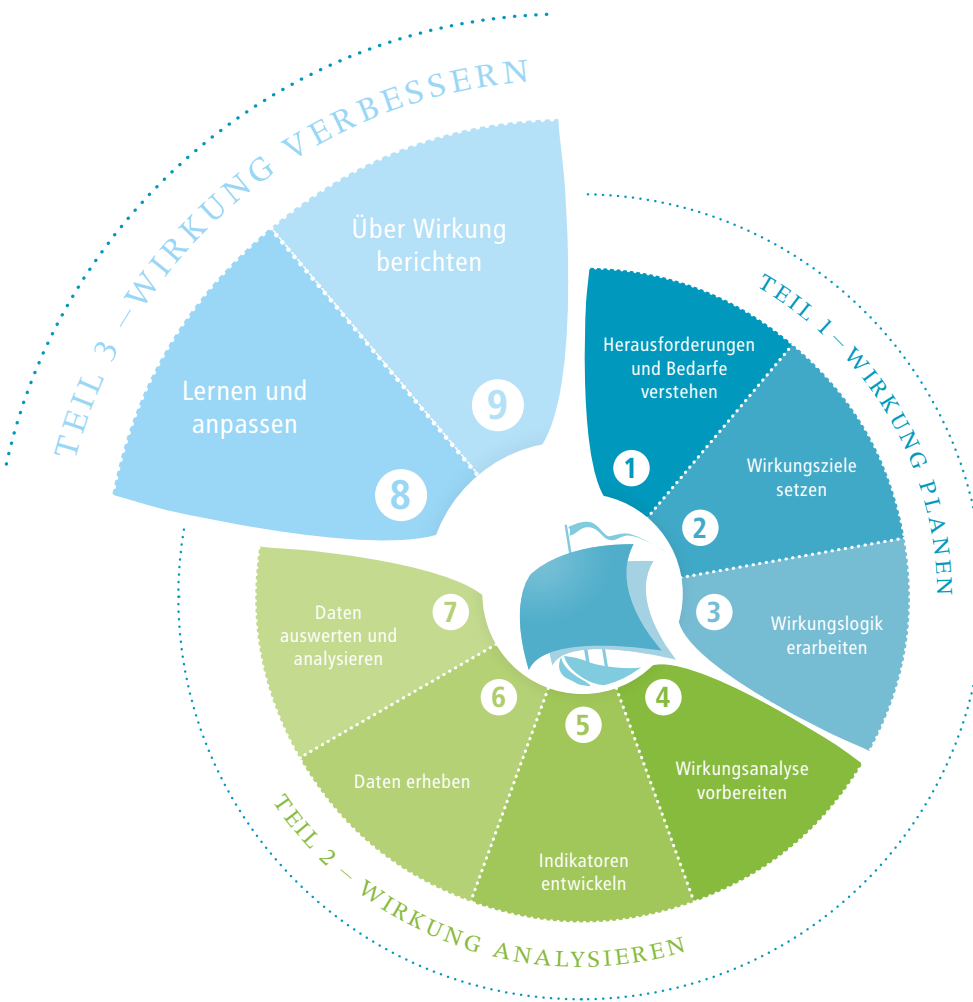 TEIL 1 – WIRKUNG PLANEN
Herausforderungen
und Bedarfe
verstehen
1
Wirkungsziele
setzen
2
Wirkungslogik
erarbeiten
3
TEIL 2 – WIRKUNG ANALYSIEREN
4
Wirkungsanalyse
vorbereiten
5
Indikatoren
entwickeln
6
Daten erheben
7
Daten
auswerten und
analysieren
TEIL 3 – WIRKUNG VERBESSERN
Lernen und
anpassen
8
Über Wirkung
berichten
9